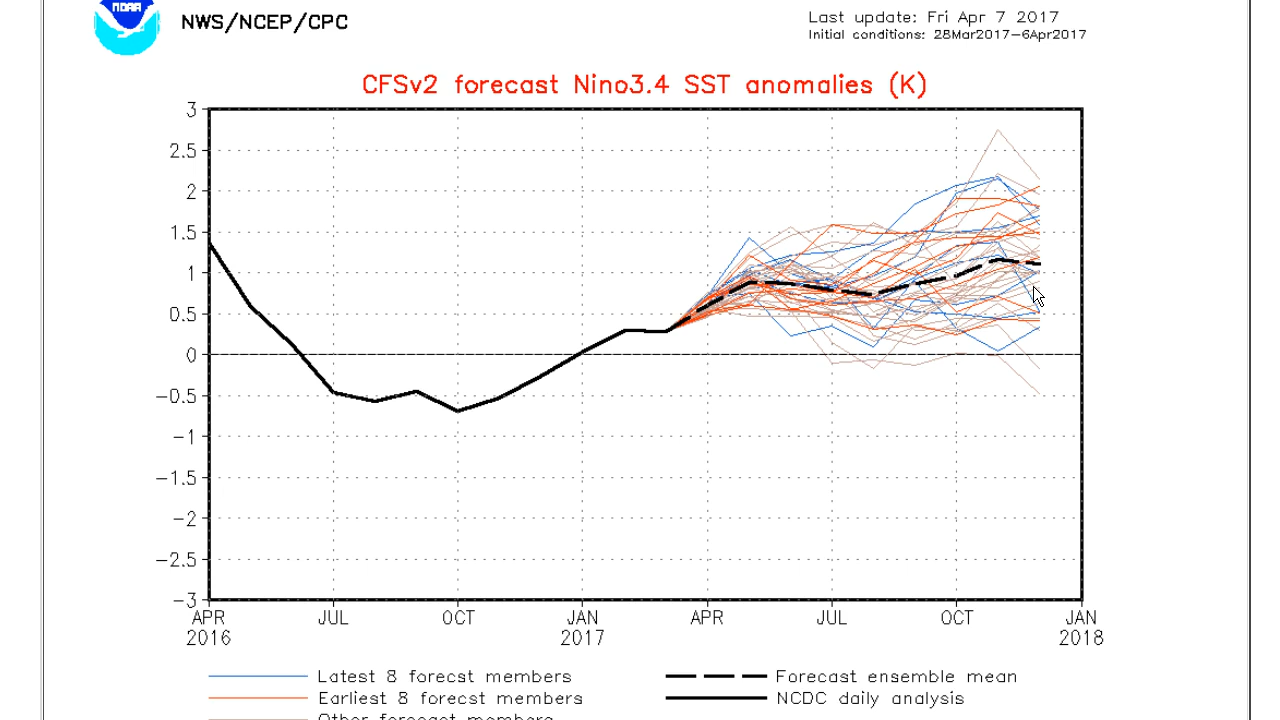 NOAA
NWS/NCEP/CPC
Last update: Fri Apr 7 2017
Initial conditions: 28Mar2017-6Apr2017
CFSv2 forecast Nino3.4 SST anomalies (K)
3
2.5
2
1.5
1
0.5
0
-0.5
-1
-1.5
-2
-2.5
-3
APR JUL OCT JAN APR JUL OCT JAN
2016 2017 2018
Latest 8 forecst members
Forecast ensemble mean
Earliest 8 forecst members
NCDC daily analysis
Other forecast members